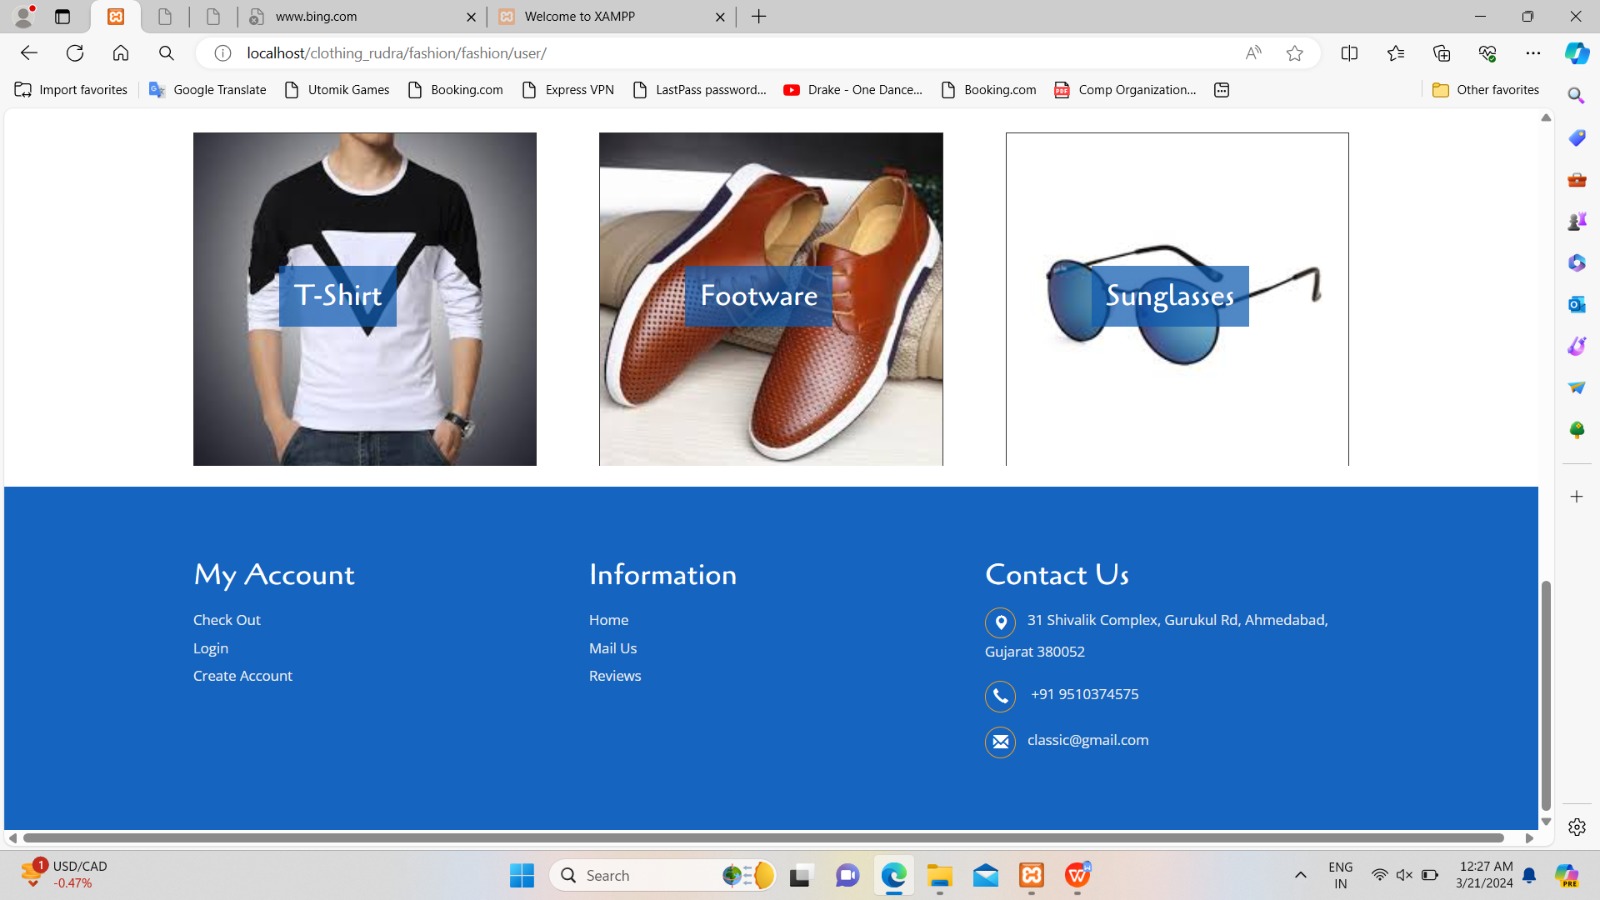 www.bing.com
Welcome to XAMPP
localhost/clothing_rudra/fashion/fashion/user/
Import favorites
Google Translate
Utomik Games
Booking.com
Express VPN
LastPass password...
Drake - One Dance...
Booking.com
Comp Organization...
Other favorites
T-Shirt
Footware
Sunglasses
My Account
Check Out
Login
Create Account
Information
Home
Mail Us
Reviews
Contact Us
31 Shivalik Complex, Gurukul Rd, Ahmedabad,
Gujarat 380052
+91 9510374575
classic@gmail.com
1
USD/CAD
-0.47%
Search
ENG
IN
12:27 AM
3/21/2024
PRE